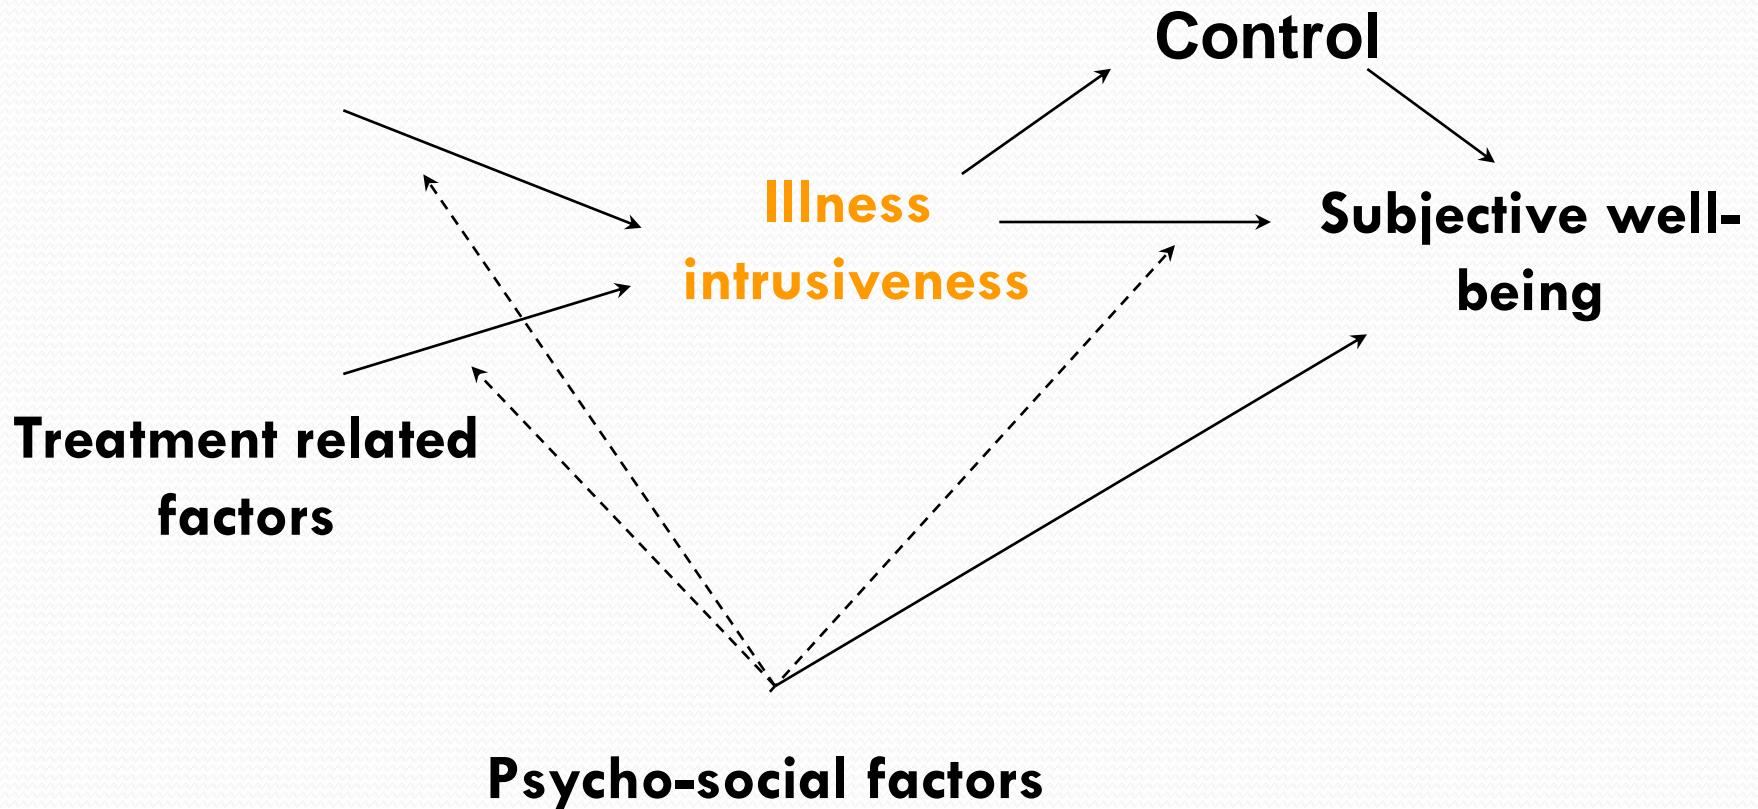 Control
Illness
intrusiveness
Subjective well-
being
Treatment related
factors
Psycho-social factors